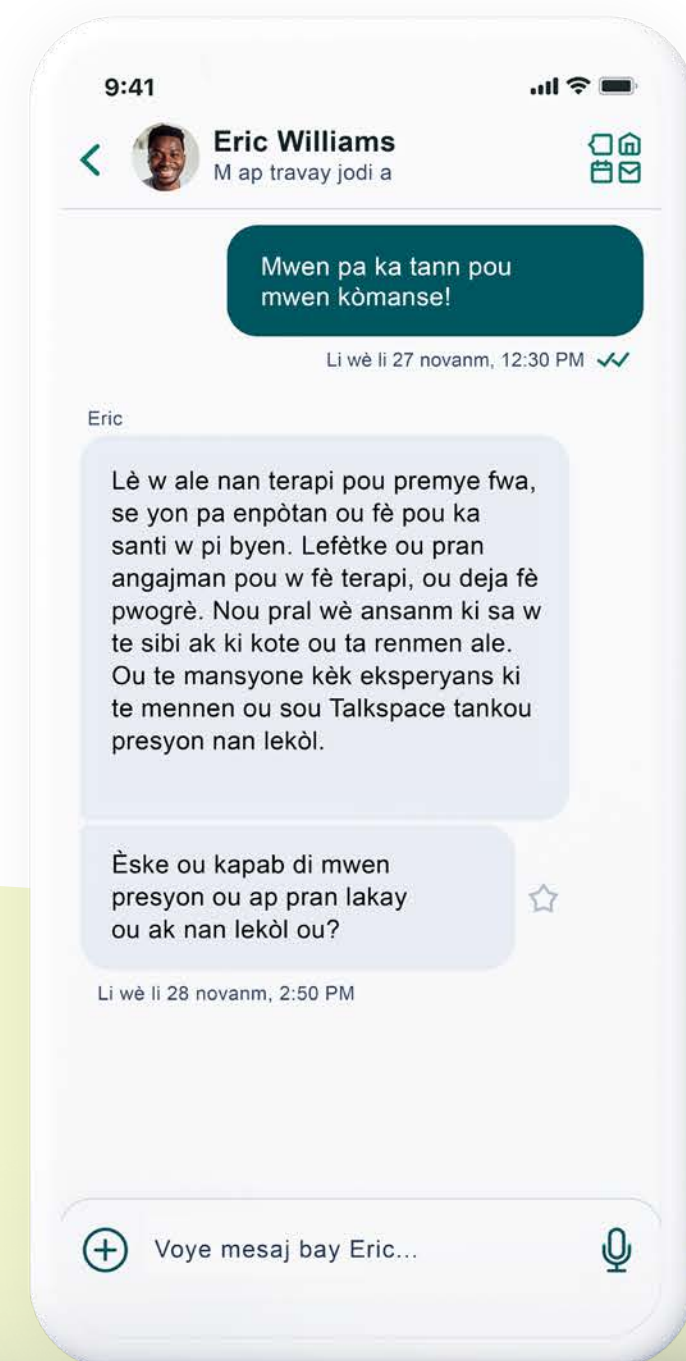 9:41
Eric Williams
M ap travay jodi a
Mwen pa ka tann pou
mwen kòmanse!
Li wè li 27 novanm, 12:30 PM
Eric
Lè w ale nan terapi pou premye fwa,
se yon pa enpòtan ou fè pou ka
santi w pi byen. Lefètke ou pran
angajman pou w fè terapi, ou deja fè
pwogrè. Nou pral wè ansanm ki sa w
te sibi ak ki kote ou ta renmen ale.
Ou te mansyone kèk eksperyans ki
te mennen ou sou Talkspace tankou
presyon nan lekòl.
Èske ou kapab di mwen
presyon ou ap pran lakay
ou ak nan lekòl ou?
Li wè li 28 novanm, 2:50 PM
Voye mesaj bay Eric...